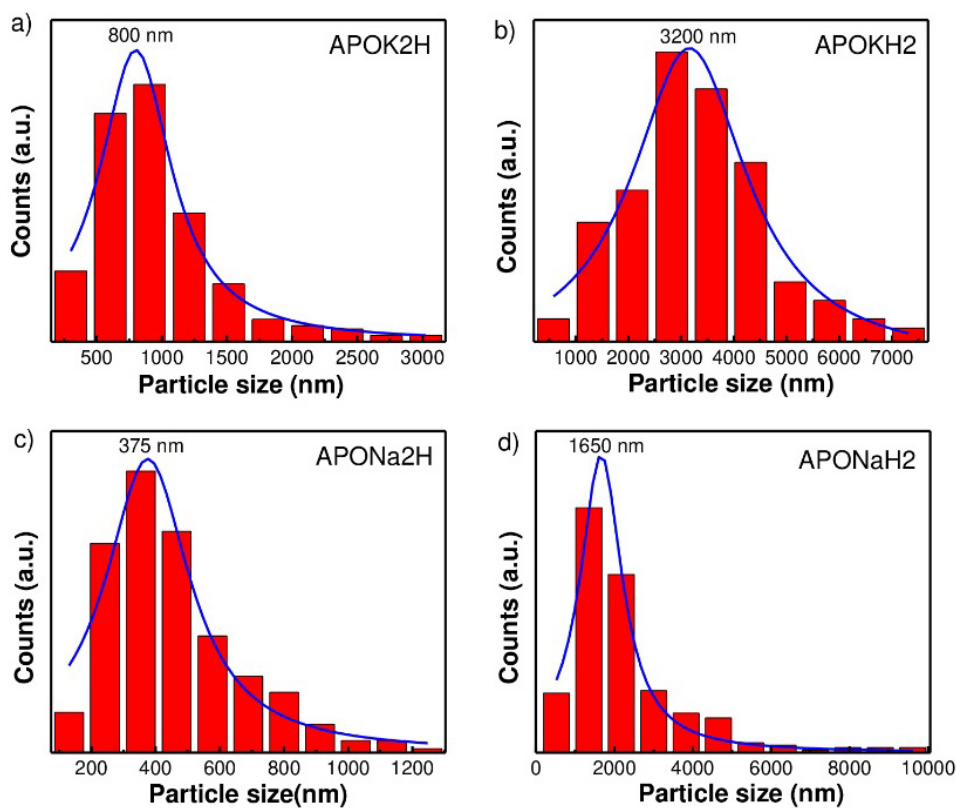 a)
800 nm
APOK2H
Counts (a.u.)
500 1000 1500 2000 2500 3000
Particle size (nm)
b)
3200 nm
APOKH2
Counts (a.u.)
1000 2000 3000 4000 5000 6000 7000
Particle size (nm)
c)
375 nm
APONa2H
Counts (a.u.)
200 400 600 800 1000 1200
Particle size(nm)
d)
1650 nm
APONaH2
Counts (a.u.)
0 2000 4000 6000 8000 10000
Particle size (nm)